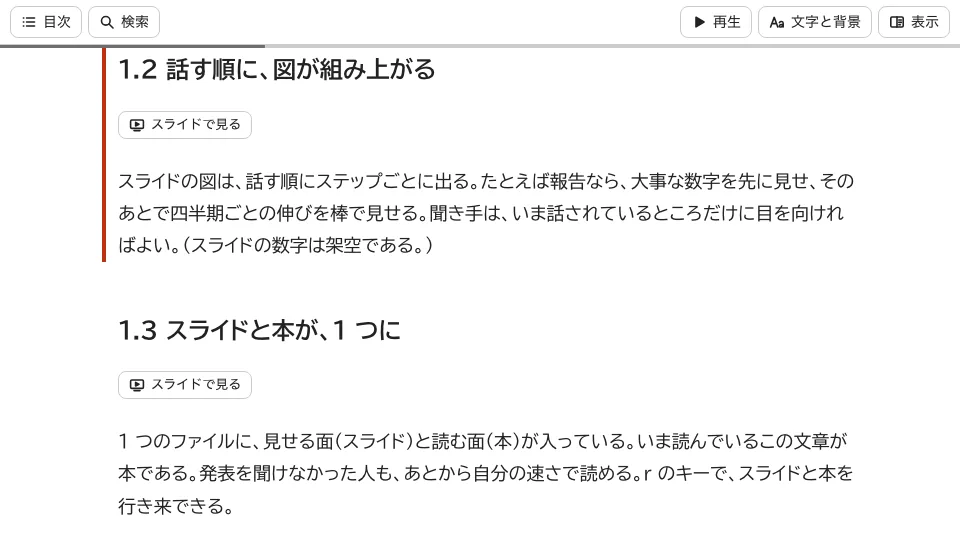 目次
検索
再生
文字と背景
表示
1.2 話す順に、図が組み上がる
スライドで見る
スライドの図は、話す順にステップごとに出る。たとえば報告なら、大事な数字を先に見せ、その
あとで四半期ごとの伸びを棒で見せる。聞き手は、いま話されているところだけに目を向けれ
ばよい。（スライドの数字は架空である。）
1.3 スライドと本が、1 つに
スライドで見る
1 つのファイルに、見せる面（スライド）と読む面（本）が入っている。いま読んでいるこの文章が
本である。発表を聞けなかった人も、あとから自分の速さで読める。r のキーで、スライドと本を
行き来できる。